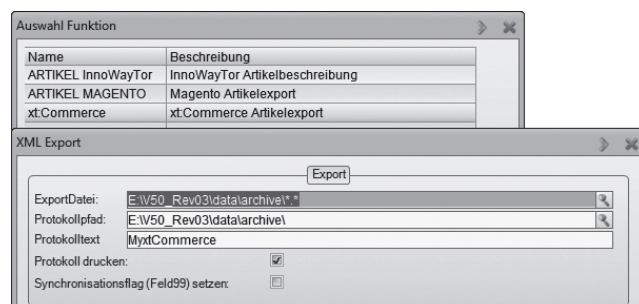 Auswahl Funktion
Name Beschreibung
ARTIKEL InnoWayTor InnoWayTor Artikelbeschreibung
ARTIKEL MAGENTO Magento Artikelexport
xt:Commerce xt:Commerce Artikelexport
XML Export
Export
ExportDatei: E:\V50_Rev03\data\archive\*.*
Protokollpfad: E:\V50_Rev03\data\archive\
Protokolltext MyxtCommerce
Protokoll drucken:
Synchronisationsflag (Feld99) setzen: